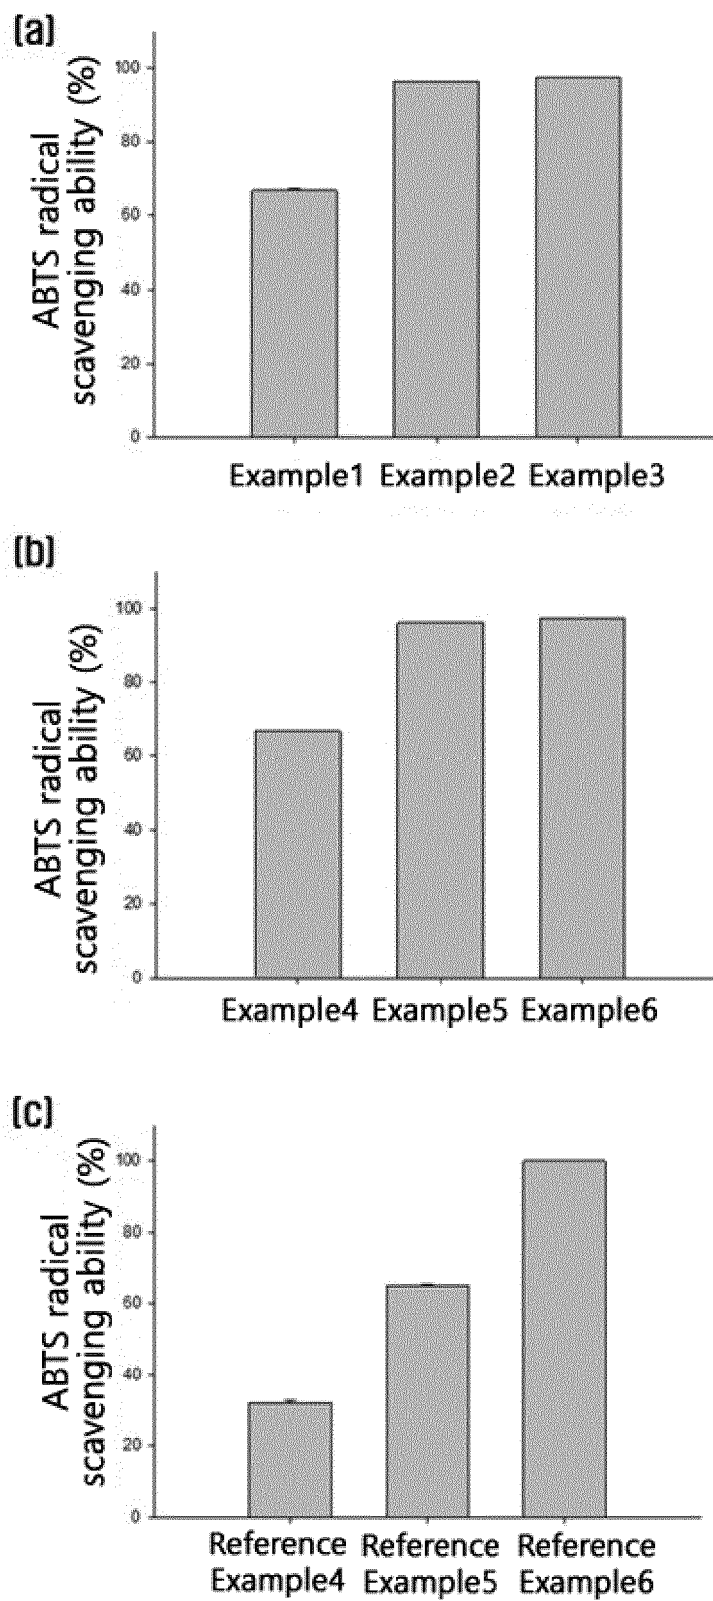 (a)
ABTS radical
scavenging ability (%)
100
80
60
40
20
0
Example1 Example2 Example3
(b)
ABTS radical
scavenging ability (%)
100
80
60
40
20
0
Example4 Example5 Example6
(c)
ABTS radical
scavenging ability (%)
100
80
60
40
20
0
Reference Reference Reference
Example4 Example5 Example6